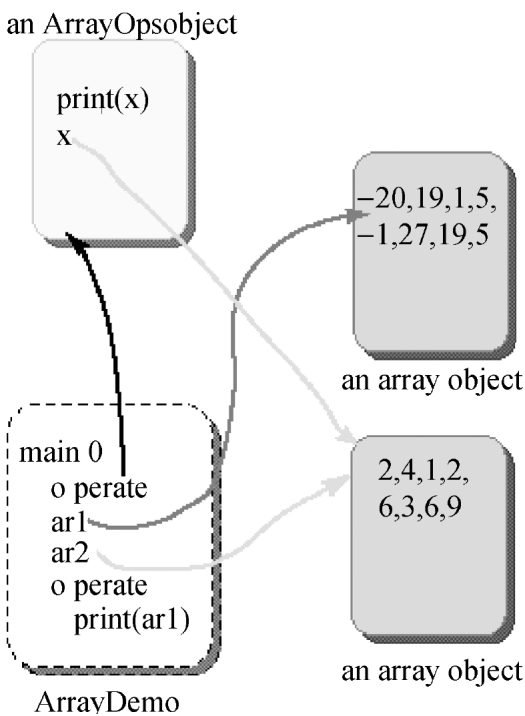 an ArrayOpsobject
print(x)
x
−20,19,1,5,
−1,27,19,5
an array object
main 0
o perate
ar1
ar2
o perate
print(ar1)
ArrayDemo
2,4,1,2,
6,3,6,9
an array object